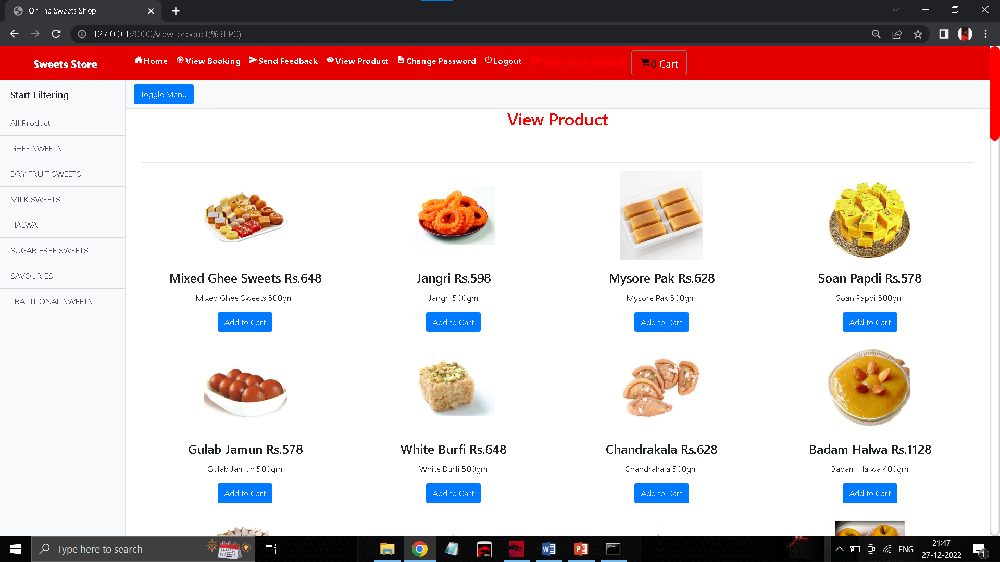 Online Sweets Shop
127.0.0.1:8000/view_product(%3FP0)
Sweets Store
Home View Booking Send Feedback View Product Change Password Logout Welcome Ganesh 0 Cart
Start Filtering
Toggle Menu
View Product
All Product
GHEE SWEETS
DRY FRUIT SWEETS
MILK SWEETS
HALWA
SUGAR FREE SWEETS
SAVOURIES
TRADITIONAL SWEETS
Mixed Ghee Sweets Rs.648 Jangri Rs.598 Mysore Pak Rs.628 Soan Papdi Rs.578
Mixed Ghee Sweets 500gm Jangri 500gm Mysore Pak 500gm Soan Papdi 500gm
Add to Cart Add to Cart Add to Cart Add to Cart
Gulab Jamun Rs.578 White Burfi Rs.648 Chandrakala Rs.628 Badam Halwa Rs.1128
Gulab Jamun 500gm White Burfi 500gm Chandrakala 500gm Badam Halwa 400gm
Add to Cart Add to Cart Add to Cart Add to Cart
Type here to search
ENG
21:47
27-12-2022
1